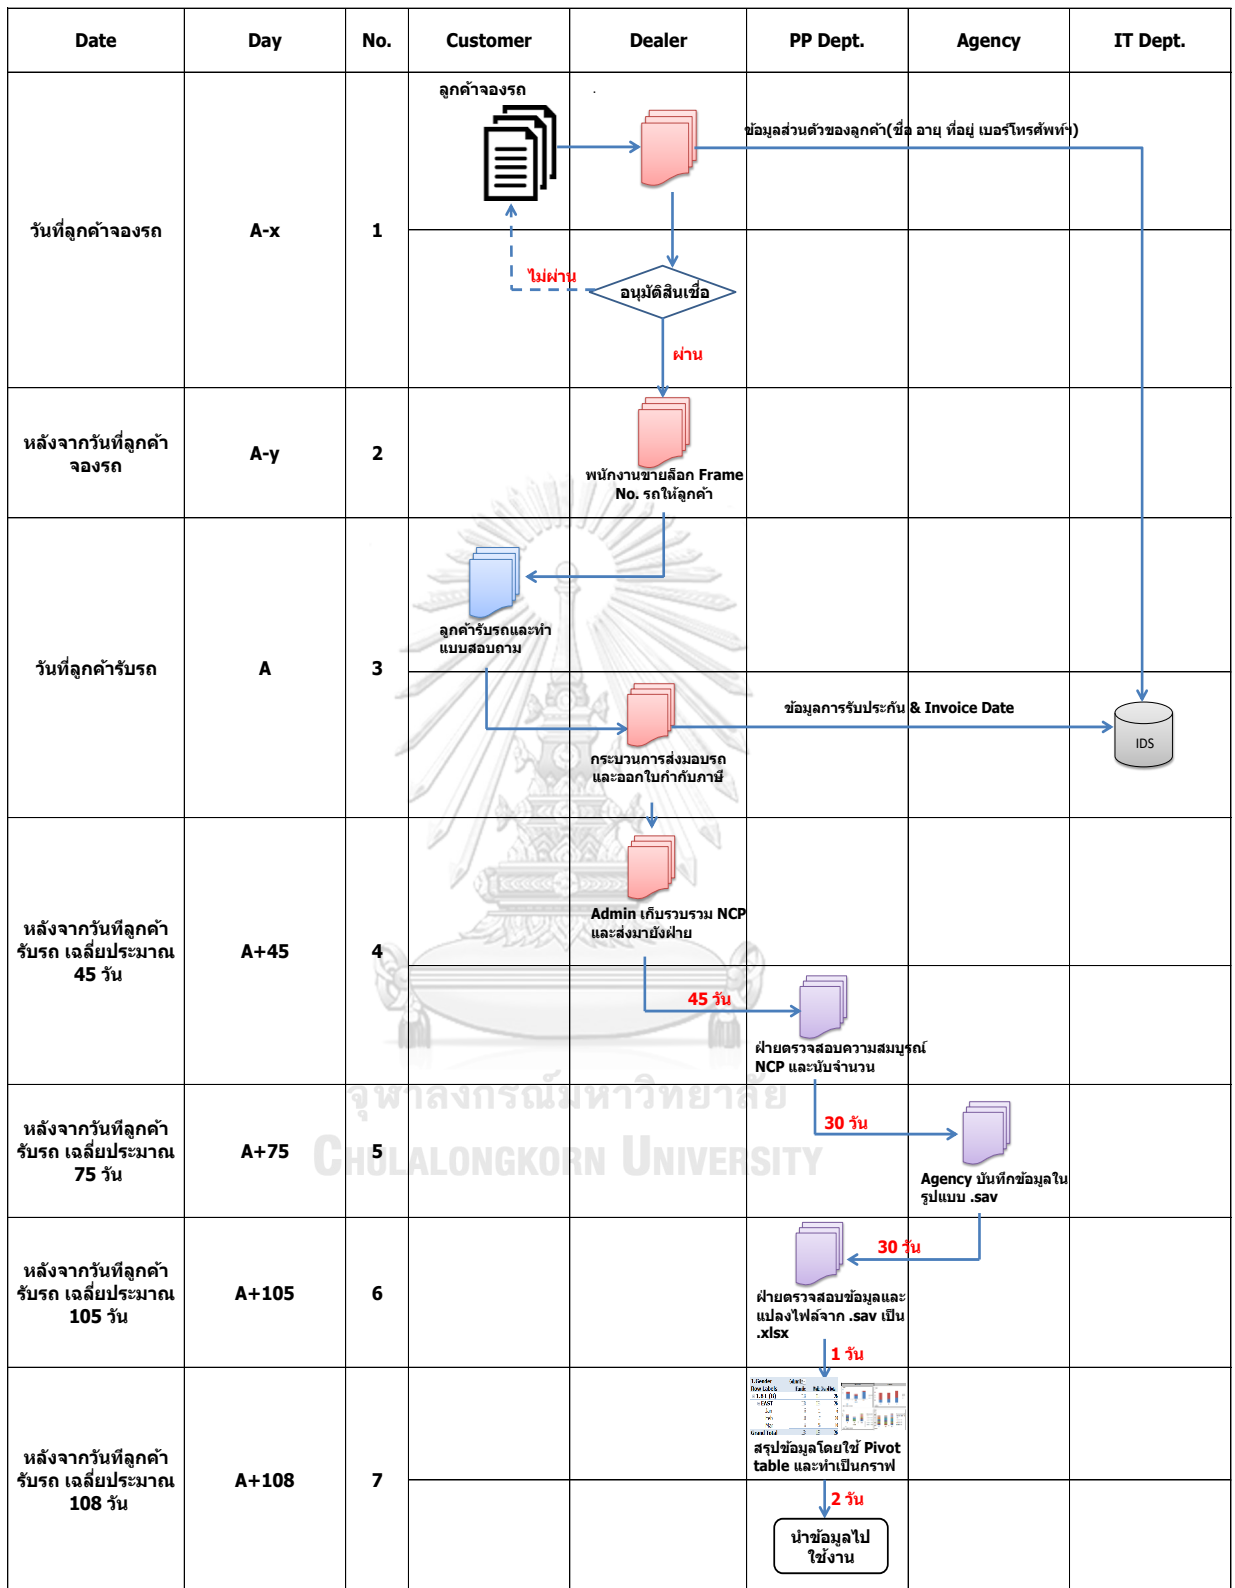 Date Day No. Customer Dealer PP Dept. Agency IT Dept.
ลูกค้าจองรถ
ข้อมูลส่วนตัวของลูกค้า(ชื่อ อายุ ที่อยู่ เบอร์โทรศัพท์ฯ)
วันที่ลูกค้าจองรถ A-x 1
ไม่ผ่าน
อนุมัติสินเชื่อ
ผ่าน
หลังจากวันที่ลูกค้า
จองรถ
A-y 2
พนักงานขายล็อก Frame
No. รถให้ลูกค้า
ลูกค้ารับรถและทำ
แบบสอบถาม
วันที่ลูกค้ารับรถ A 3
ข้อมูลการรับประกัน & Invoice Date
IDS
กระบวนการส่งมอบรถ
และออกใบกำกับภาษี
Admin เก็บรวบรวม NCP
และส่งมายังฝ่าย
หลังจากวันทีลูกค้า
รับรถ เฉลี่ยประมาณ
45 วัน
A+45 4
45 วัน
ฝ่ายตรวจสอบความสมบูรณ์
NCP และนับจำนวน
จุฬาลงกรณ์มหาวิทยาลัย
CHULALONGKORN UNIVERSITY
หลังจากวันที่ลูกค้า
รับรถ เฉลี่ยประมาณ
75 วัน
A+75 5
30 วัน
Agency บันทึกข้อมูลใน
รูปแบบ .sav
30 วัน
หลังจากวันทีลูกค้า
รับรถ เฉลี่ยประมาณ
105 วัน
A+105 6
ฝ่ายตรวจสอบข้อมูลและ
แปลงไฟล์จาก .sav เป็น
.xlsx
1 วัน
Row Labels
EAST
Grand Total
สรุปข้อมูลโดยใช้ Pivot
table และทำเป็นกราฟ
หลังจากวันที่ลูกค้า
รับรถ เฉลี่ยประมาณ
108 วัน
A+108 7
2 วัน
นำข้อมูลไป
ใช้งาน